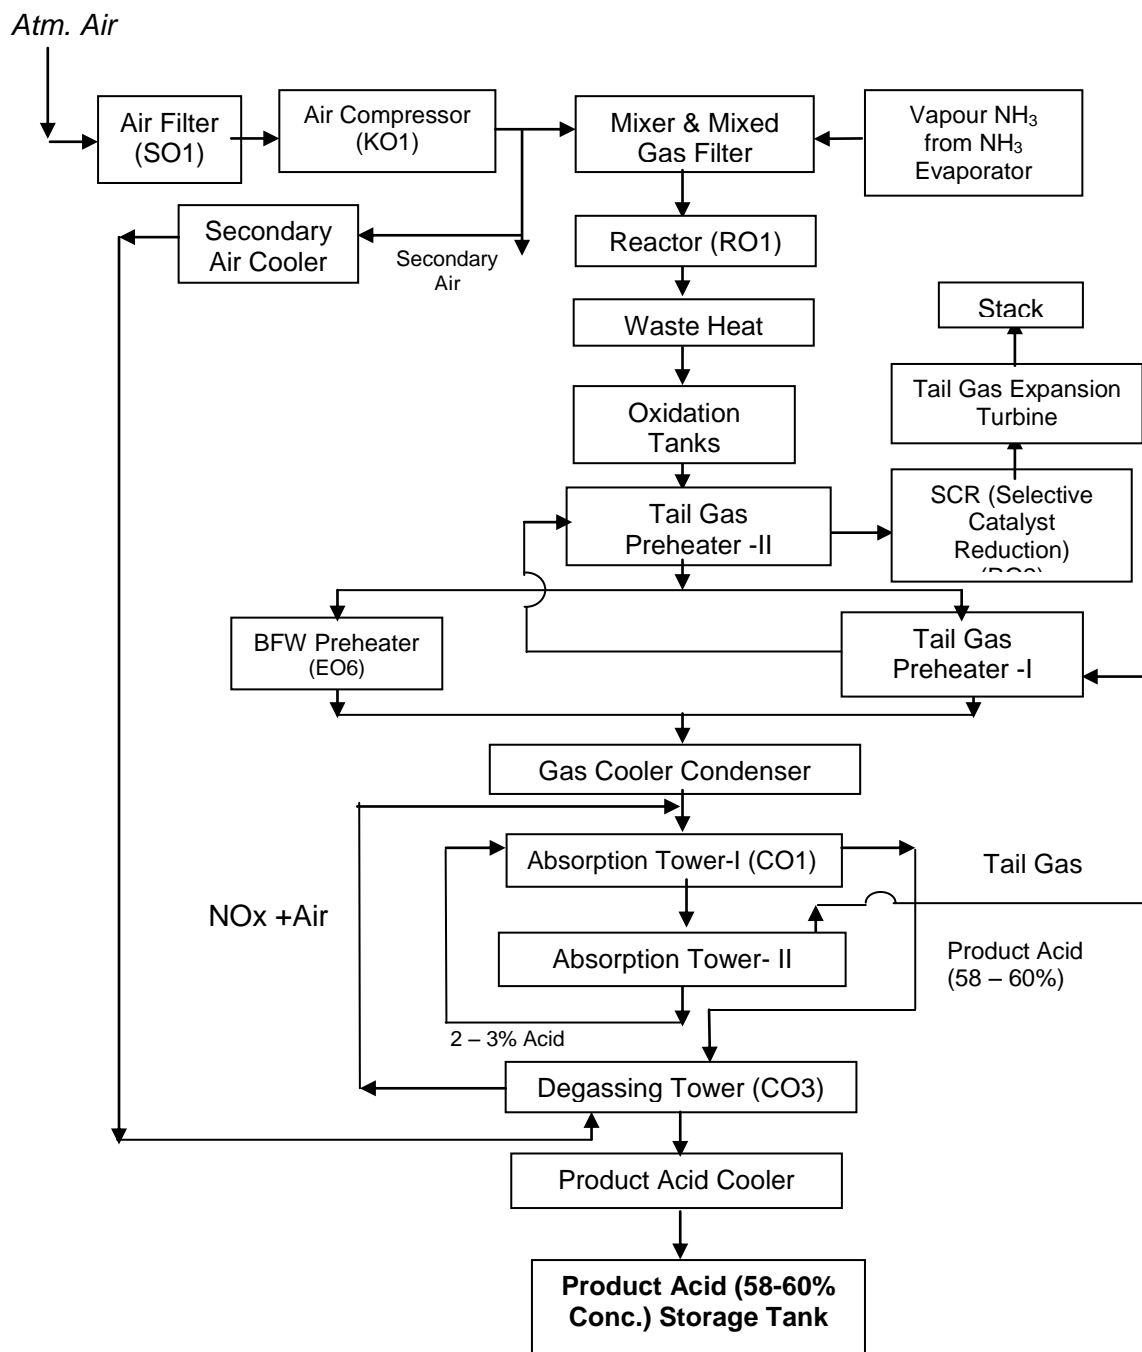 Atm. Air
Air Filter
(SO1)
Air Compressor
(KO1)
Mixer & Mixed
Gas Filter
Vapour NH3
from NH3
Evaporator
Secondary
Air Cooler
Secondary
Air
Reactor (RO1)
Waste Heat
Stack
Oxidation
Tanks
Tail Gas Expansion
Turbine
Tail Gas
Preheater -II
SCR (Selective
Catalyst
Reduction)
BFW Preheater
(EO6)
Tail Gas
Preheater -I
Gas Cooler Condenser
Absorption Tower-I (CO1)
Tail Gas
NOx +Air
Absorption Tower- II
Product Acid
(58 – 60%)
2 – 3% Acid
Degassing Tower (CO3)
Product Acid Cooler
Product Acid (58-60%
Conc.) Storage Tank